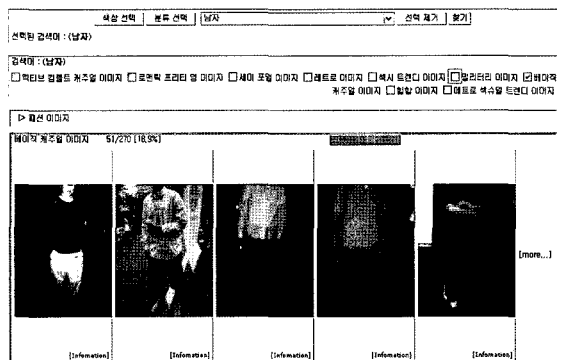 색상 선택 분류 선택 남자 선택 제거 찾기
선택된 검색어 : (남자)
검색어 : (남자)
액티브 컴플트 캐주얼 이미지 로맨틱 프리티 영 이미지 세미 포멀 이미지 레트로 이미지 섹시 트렌디 이미지 밀리터리 이미지 베이직
캐주얼 이미지 힙합 이미지 메트로 섹슈얼 트렌디 이미지
▷ 패션 이미지
베이직 캐주얼 이미지 51/270 [18.9%]
[more...]
[Infomation] [Infomation] [Infomation] [Infomation] [Infomation]